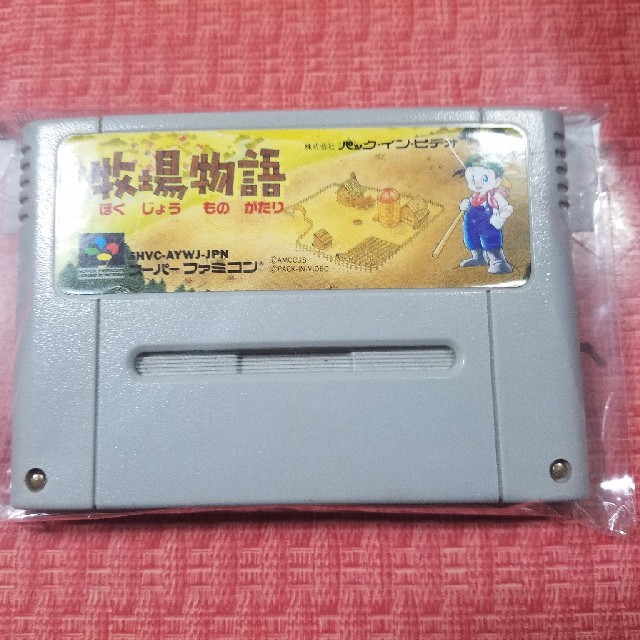 株式会社 パック・イン・ビデオ
牧場物語
ぼくじょうものがたり
SHVC-AYWJ-JPN
スーパーファミコン®
©AMCCUS
©PACK-IN-VIDEO